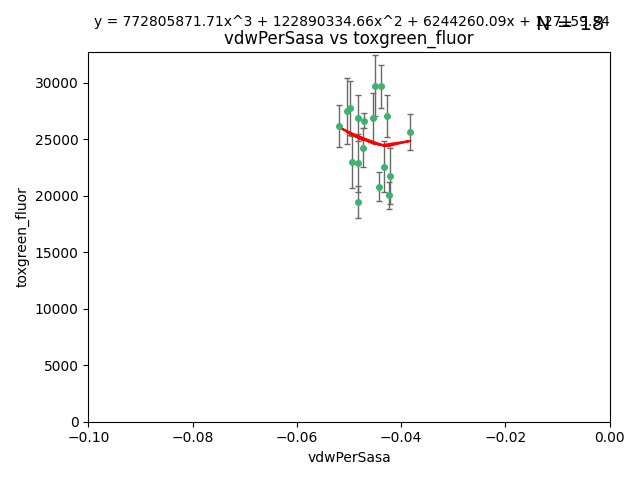 y = 772805871.71x^3 + 122890334.66x^2 + 6244260.09x +
N = 18
vdwPerSasa vs toxgreen_fluor
toxgreen_fluor
30000
25000
20000
15000
10000
5000
0
−0.10
−0.08
−0.06
−0.04
−0.02
0.00
vdwPerSasa